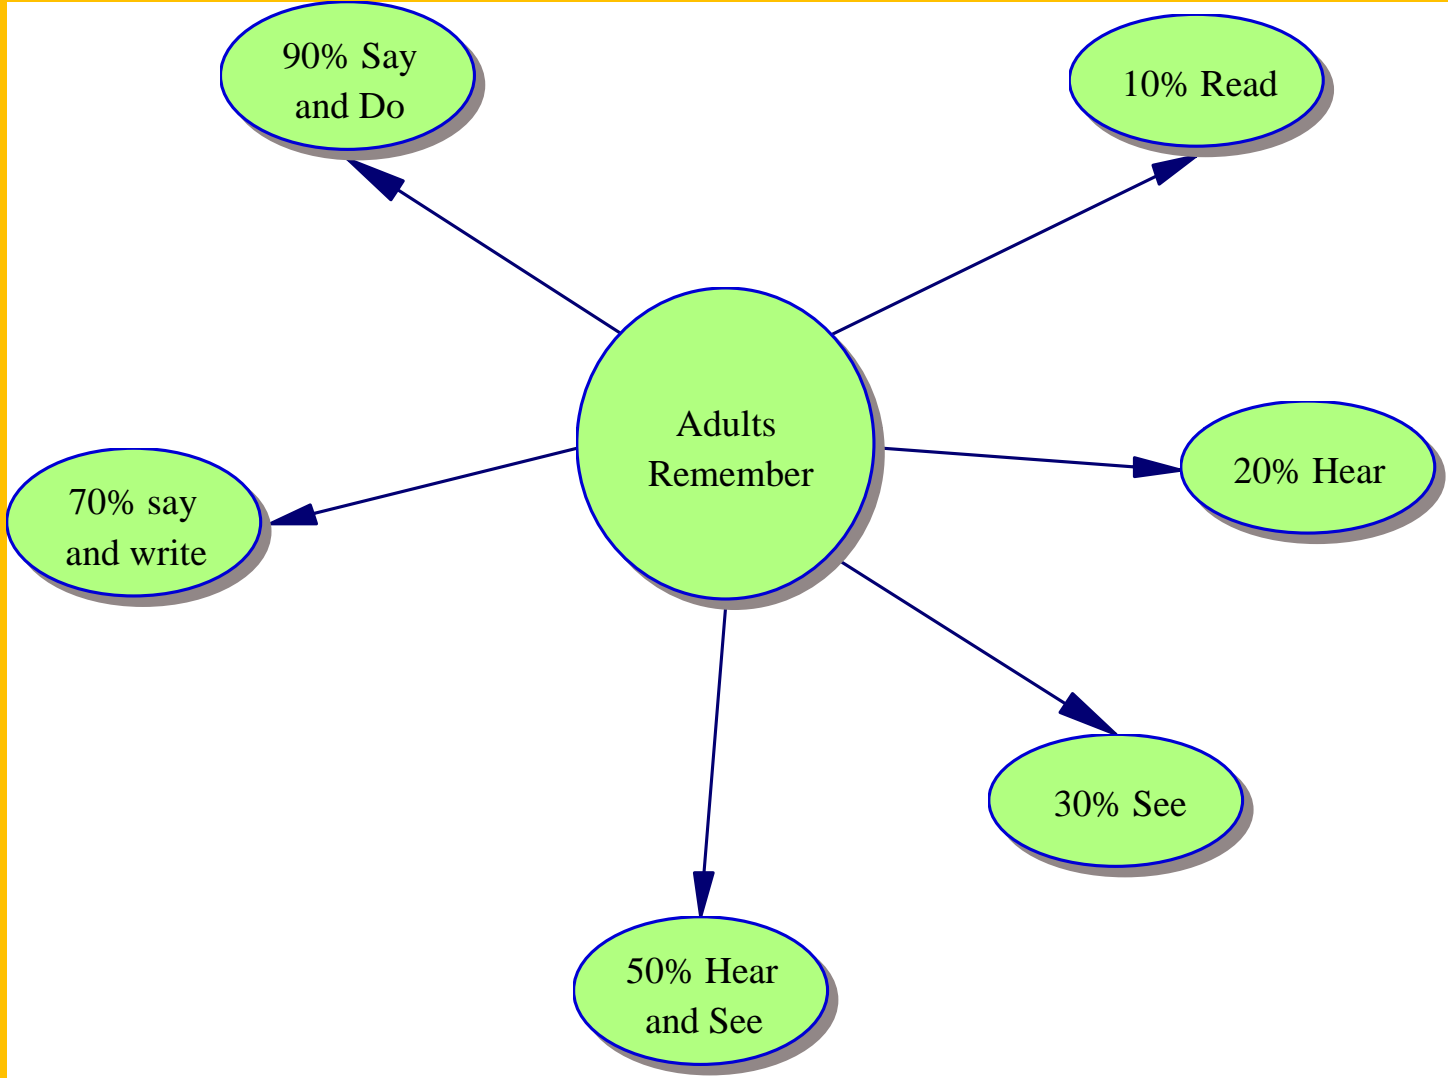 90% Say
and Do
10% Read
Adults
Remember
20% Hear
70% say
and write
30% See
50% Hear
and See